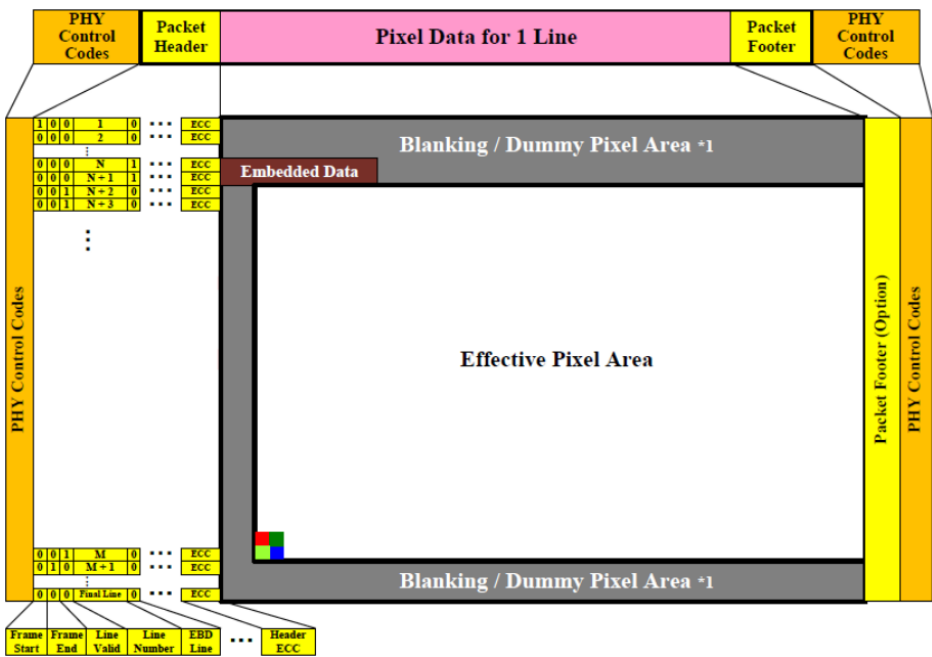 PHY
Control
Codes
Packet
Header
Pixel Data for 1 Line
Packet
Footer
PHY
Control
Codes
1 0 0 1 0 ... ECC
0 0 0 2 0 ... ECC
⋮
0 0 0 N 1 ... ECC
0 0 0 N+1 1 ... ECC
0 0 1 N+2 0 ... ECC
0 0 1 N+3 0 ... ECC
⋮
Blanking / Dummy Pixel Area *1
Embedded Data
Effective Pixel Area
PHY Control Codes
Packet Footer (Option)
PHY Control Codes
0 0 1 M 0 ... ECC
0 1 0 M+1 0 ... ECC
⋮
0 0 0 Final Line 0 ... ECC
Blanking / Dummy Pixel Area *1
Frame
Start
Frame
End
Line
Valid
Line
Number
EBD
Line
...
Header
ECC